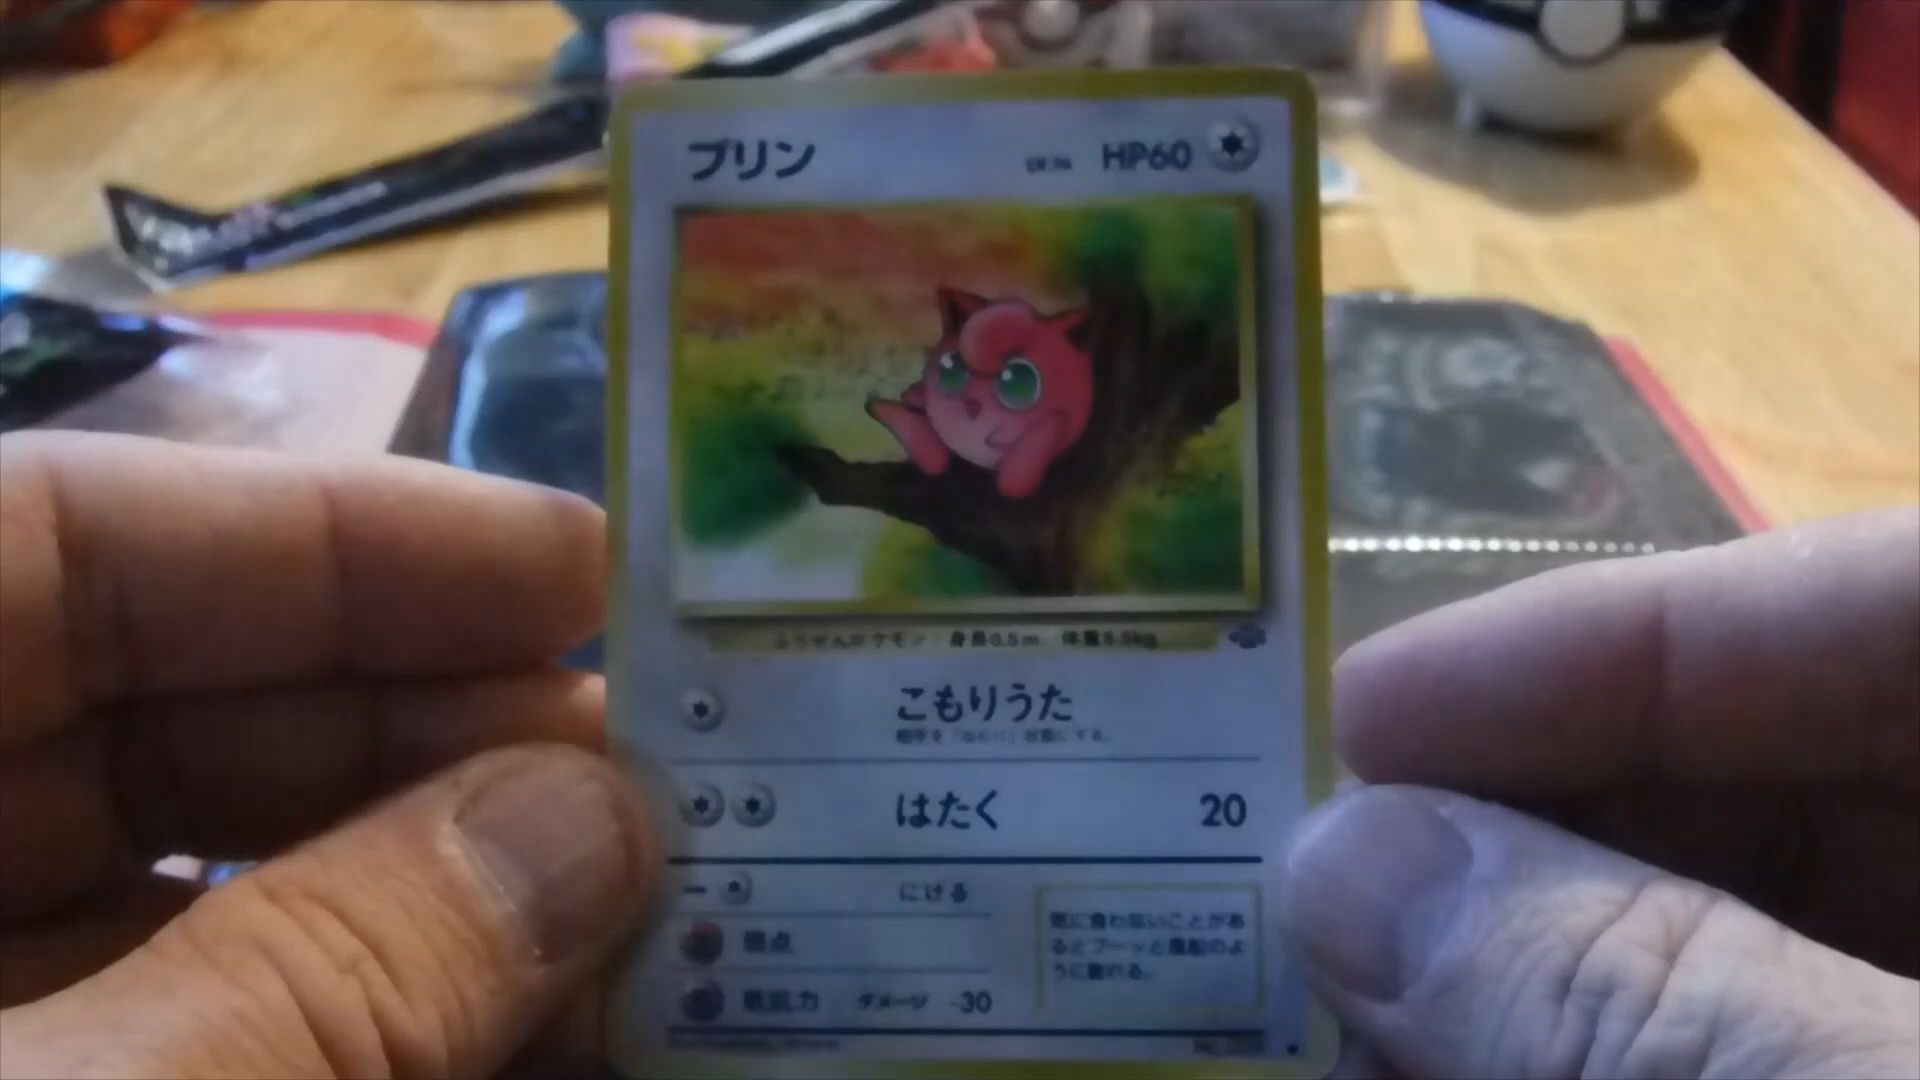 プリン HP60
ふうせんポケモン 身長0.5m 体重5.5kg
こもりうた
相手を「ねむり」状態にする。
はたく 20
にげる
弱点
抵抗力 ダメージ -30
気に食わないことがあ
るとプーッと風船のよ
うに膨れる。